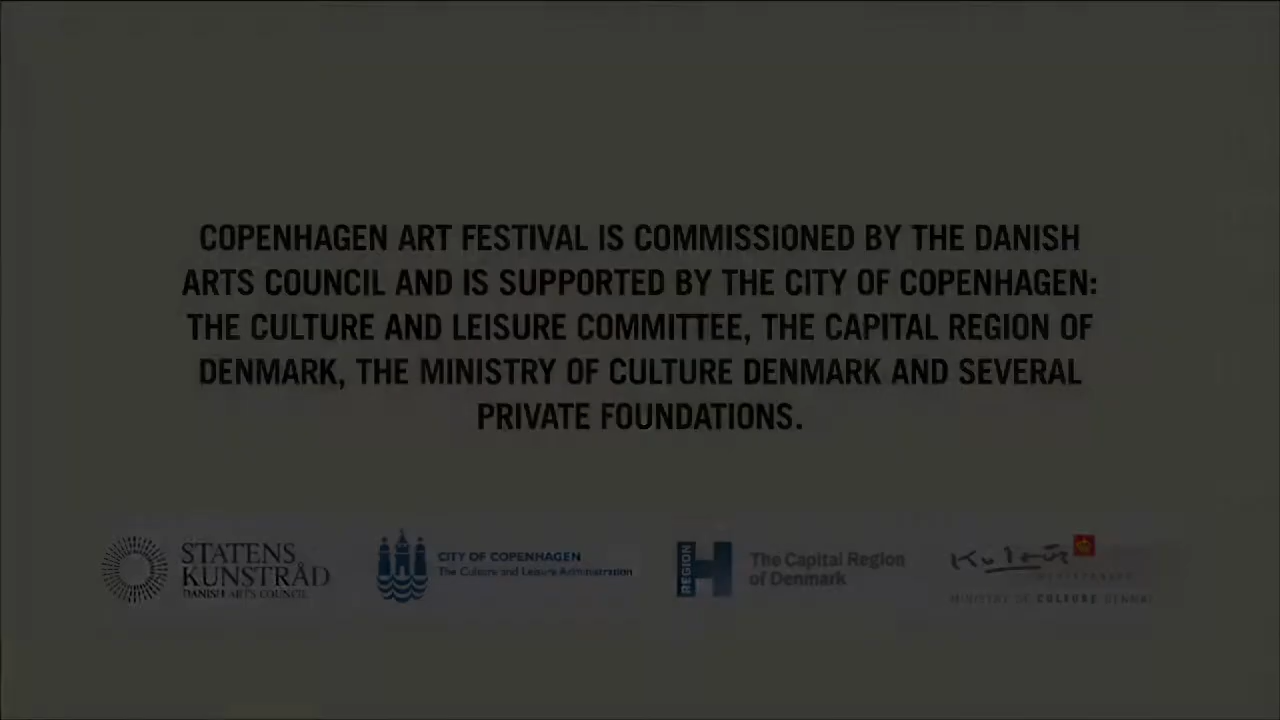 COPENHAGEN ART FESTIVAL IS COMMISSIONED BY THE DANISH
ARTS COUNCIL AND IS SUPPORTED BY THE CITY OF COPENHAGEN:
THE CULTURE AND LEISURE COMMITTEE, THE CAPITAL REGION OF
DENMARK, THE MINISTRY OF CULTURE DENMARK AND SEVERAL
PRIVATE FOUNDATIONS.
STATENS
KUNSTRÅD
DANISH ARTS COUNCIL
CITY OF COPENHAGEN
The Culture and Leisure Administration
REGION
H
The Capital Region
of Denmark
Kultur
MINISTRY OF CULTURE